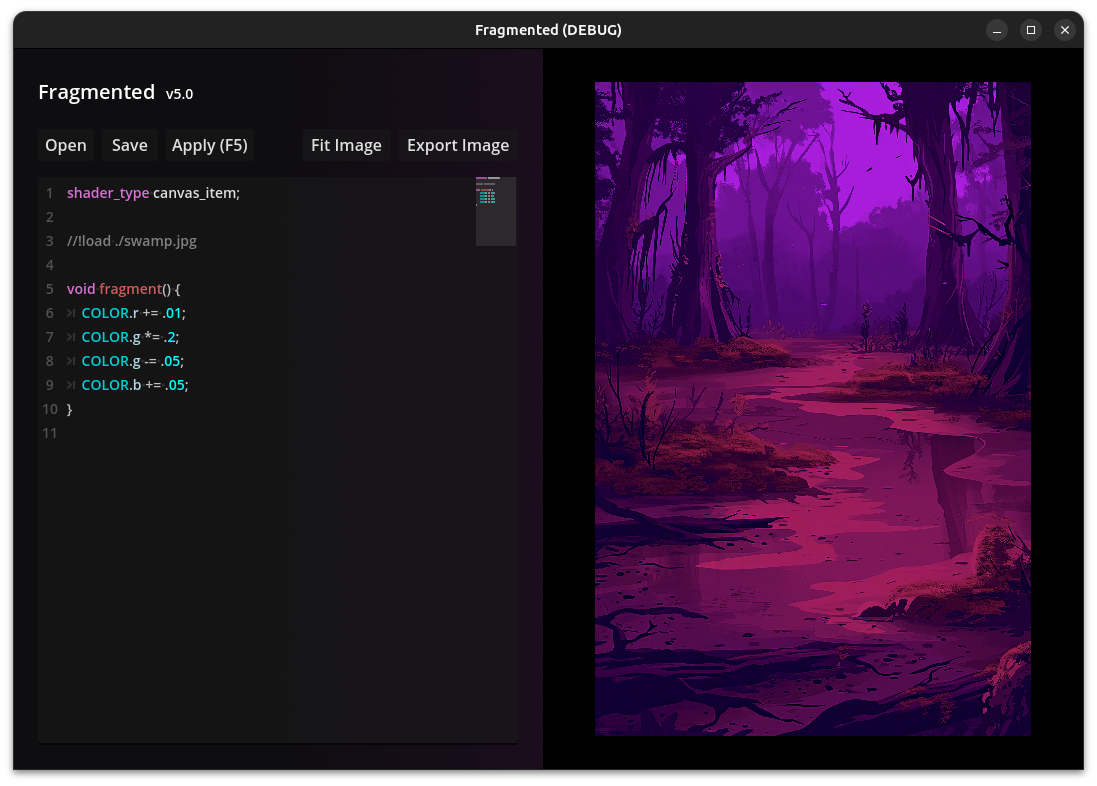 Fragmented (DEBUG)
Fragmented v5.0
Open Save Apply (F5) Fit Image Export Image
1 shader_type canvas_item;
2
3 //!load ./swamp.jpg
4
5 void fragment() {
6 COLOR.r += .01;
7 COLOR.g *= .2;
8 COLOR.g -= .05;
9 COLOR.b += .05;
10 }
11